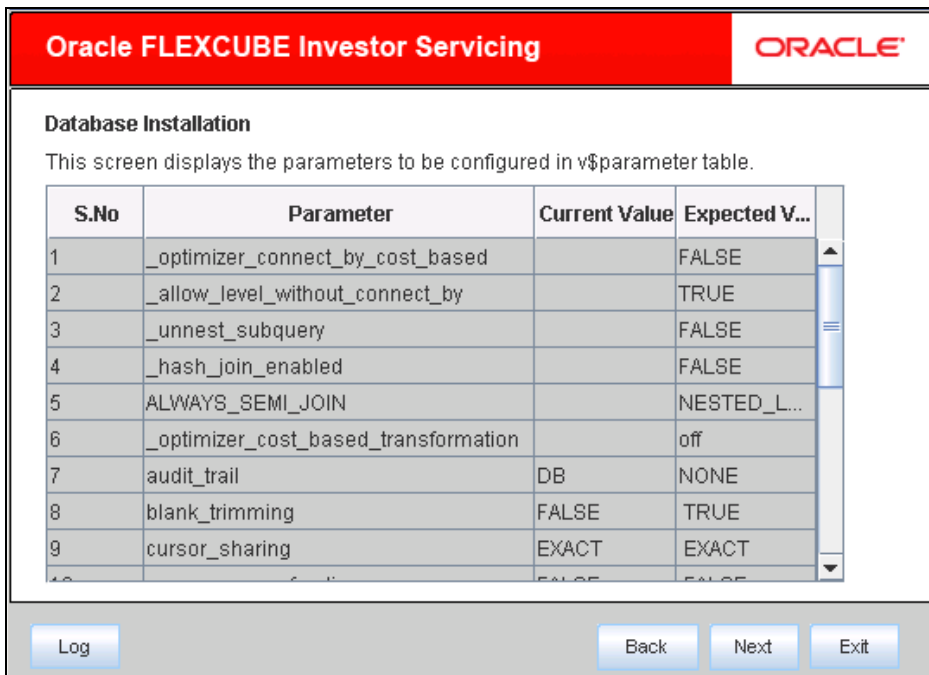 Oracle FLEXCUBE Investor Servicing
ORACLE
Database Installation
This screen displays the parameters to be configured in v$parameter table.
S.No Parameter Current Value Expected V...
1 _optimizer_connect_by_cost_based FALSE
2 _allow_level_without_connect_by TRUE
3 _unnest_subquery FALSE
4 _hash_join_enabled FALSE
5 ALWAYS_SEMI_JOIN NESTED_L...
6 _optimizer_cost_based_transformation off
7 audit_trail DB NONE
8 blank_trimming FALSE TRUE
9 cursor_sharing EXACT EXACT
Log Back Next Exit